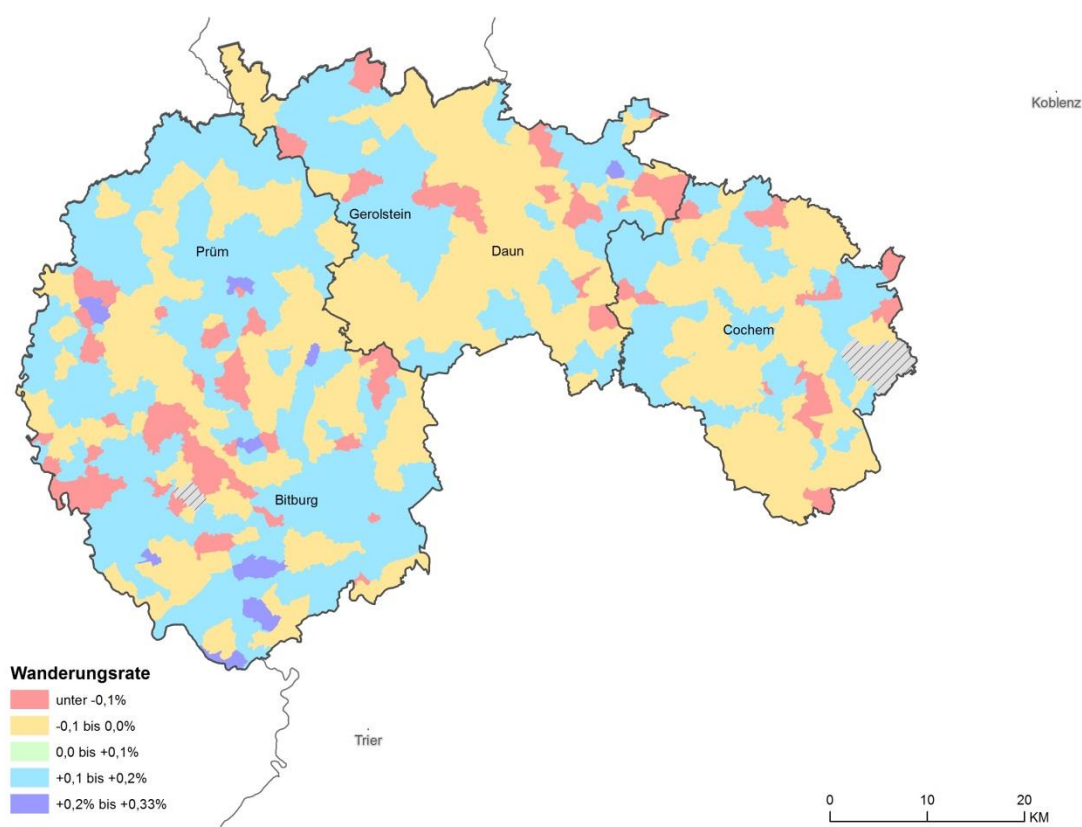 Koblenz
Gerolstein
Prüm
Daun
Cochem
Bitburg
Wanderungsrate
unter -0,1%
-0,1 bis 0,0%
0,0 bis +0,1%
+0,1 bis +0,2%
+0,2% bis +0,33%
Trier
0 10 20
KM